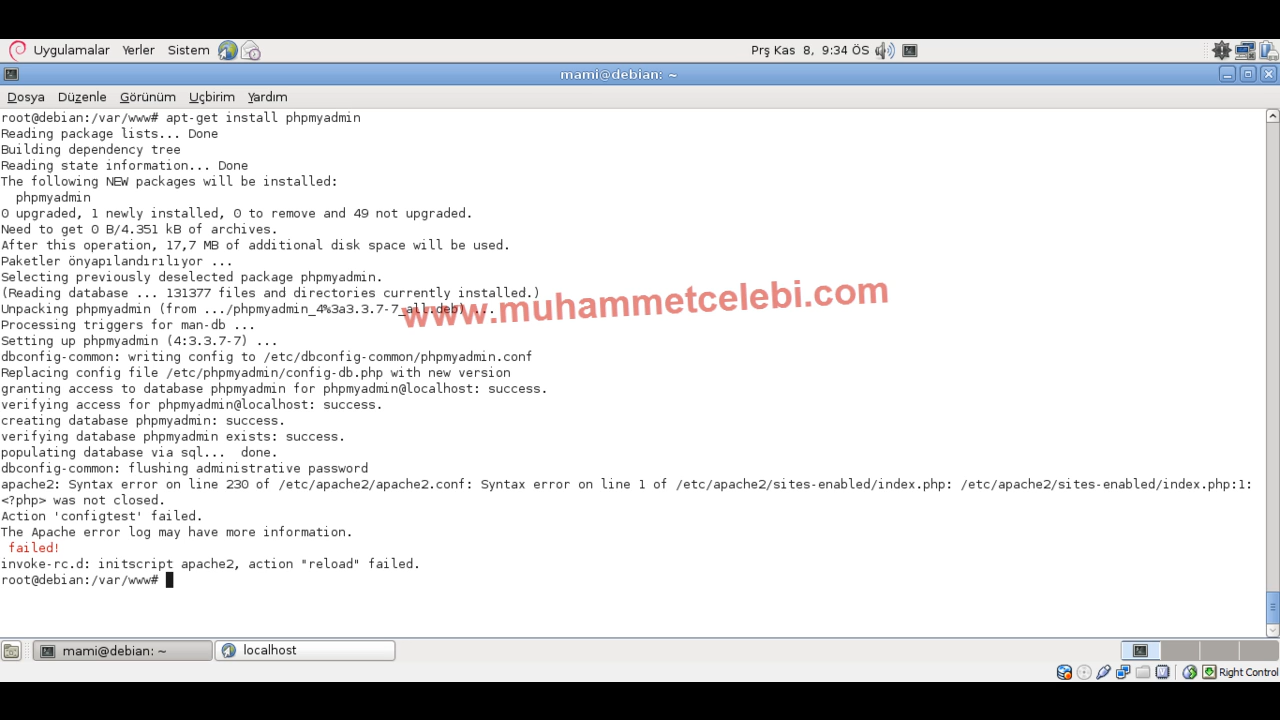 Uygulamalar Yerler Sistem Prş Kas 8, 9:34 ÖS
mami@debian: ~
Dosya Düzenle Görünüm Uçbirim Yardım
root@debian:/var/www# apt-get install phpmyadmin
Reading package lists... Done
Building dependency tree
Reading state information... Done
The following NEW packages will be installed:
phpmyadmin
0 upgraded, 1 newly installed, 0 to remove and 49 not upgraded.
Need to get 0 B/4.351 kB of archives.
After this operation, 17,7 MB of additional disk space will be used.
Paketler önyapılandırılıyor ...
Selecting previously deselected package phpmyadmin.
(Reading database ... 131377 files and directories currently installed.)
Unpacking phpmyadmin (from .../phpmyadmin_4%3a3.3.7-7_all.deb) ...
www.muhammetcelebi.com
Processing triggers for man-db ...
Setting up phpmyadmin (4:3.3.7-7) ...
dbconfig-common: writing config to /etc/dbconfig-common/phpmyadmin.conf
Replacing config file /etc/phpmyadmin/config-db.php with new version
granting access to database phpmyadmin for phpmyadmin@localhost: success.
verifying access for phpmyadmin@localhost: success.
creating database phpmyadmin: success.
verifying database phpmyadmin exists: success.
populating database via sql...  done.
dbconfig-common: flushing administrative password
apache2: Syntax error on line 230 of /etc/apache2/apache2.conf: Syntax error on line 1 of /etc/apache2/sites-enabled/index.php: /etc/apache2/sites-enabled/index.php:1:
<?php> was not closed.
Action 'configtest' failed.
The Apache error log may have more information.
failed!
invoke-rc.d: initscript apache2, action "reload" failed.
root@debian:/var/www#
mami@debian: ~ localhost
Right Control